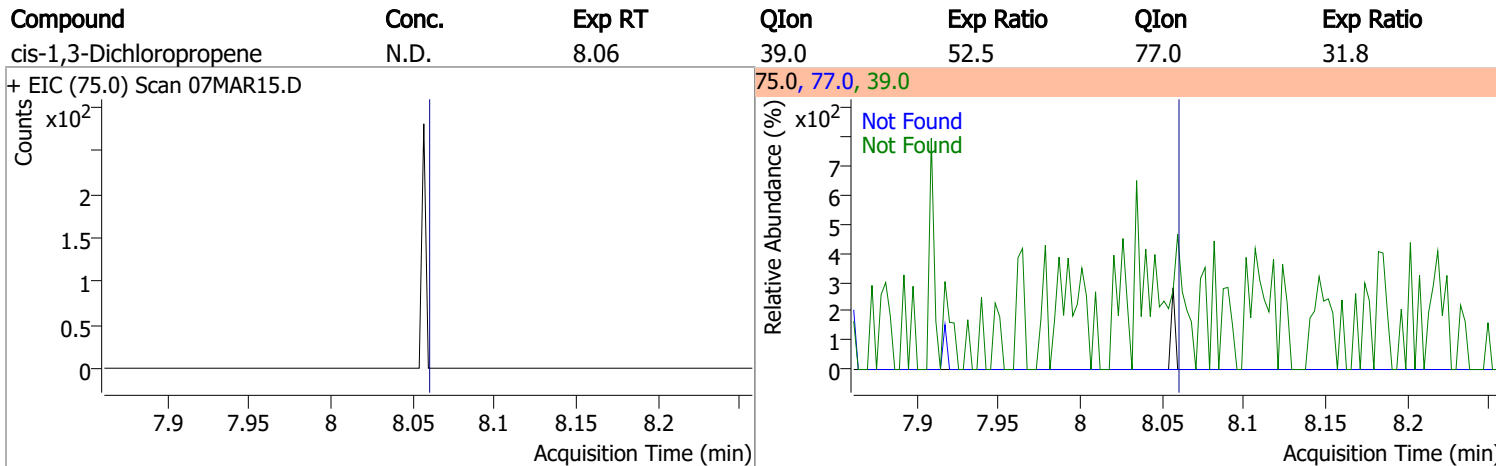 Compound Conc. Exp RT QIon Exp Ratio QIon Exp Ratio
cis-1,3-Dichloropropene N.D. 8.06 39.0 52.5 77.0 31.8
+ EIC (75.0) Scan 07MAR15.D
Counts
x10²
2
1.5
1
0.5
0
7.9 7.95 8 8.05 8.1 8.15 8.2
Acquisition Time (min)
75.0, 77.0, 39.0
Relative Abundance (%)
x10²
Not Found
Not Found
7
6
5
4
3
2
1
0
7.9 7.95 8 8.05 8.1 8.15 8.2
Acquisition Time (min)